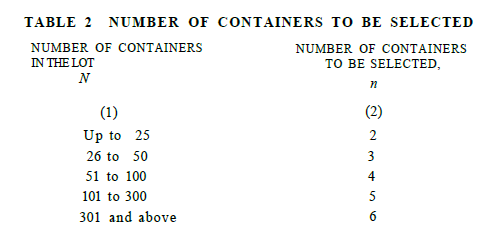 TABLE 2 NUMBER OF CONTAINERS TO BE SELECTED
NUMBER OF CONTAINERS IN THE LOT
N
NUMBER OF CONTAINERS TO BE SELECTED,
n
(1) (2)
Up to 25 2
26 to 50 3
51 to 100 4
101 to 300 5
301 and above 6